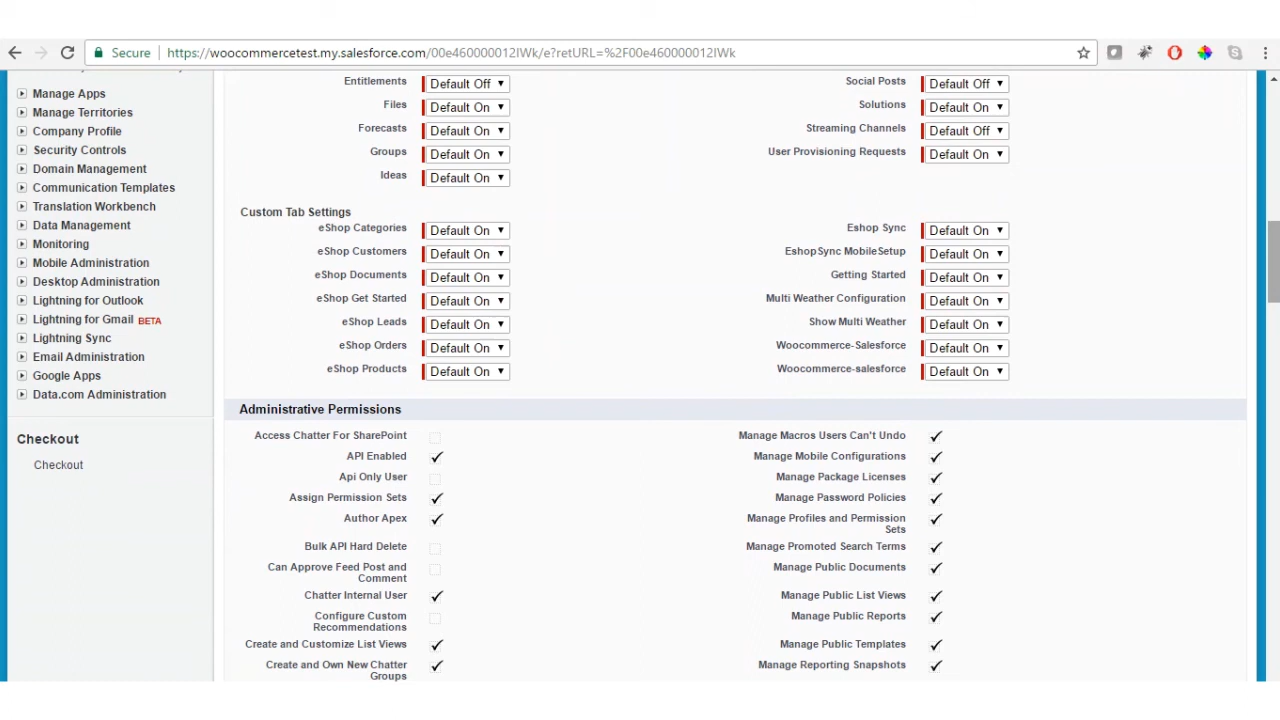 Secure https://woocommercetest.my.salesforce.com/00e460000012IWk/e?retURL=%2F00e460000012IWk
Manage Apps
Manage Territories
Company Profile
Security Controls
Domain Management
Communication Templates
Translation Workbench
Data Management
Monitoring
Mobile Administration
Desktop Administration
Lightning for Outlook
Lightning for Gmail BETA
Lightning Sync
Email Administration
Google Apps
Data.com Administration
Checkout
Checkout
Entitlements Default Off Social Posts Default Off
Files Default On Solutions Default On
Forecasts Default On Streaming Channels Default Off
Groups Default On User Provisioning Requests Default On
Ideas Default On
Custom Tab Settings
eShop Categories Default On Eshop Sync Default On
eShop Customers Default On EshopSync MobileSetup Default On
eShop Documents Default On Getting Started Default On
eShop Get Started Default On Multi Weather Configuration Default On
eShop Leads Default On Show Multi Weather Default On
eShop Orders Default On Woocommerce-Salesforce Default On
eShop Products Default On Woocommerce-salesforce Default On
Administrative Permissions
Access Chatter For SharePoint Manage Macros Users Can't Undo
API Enabled Manage Mobile Configurations
Api Only User Manage Package Licenses
Assign Permission Sets Manage Password Policies
Author Apex Manage Profiles and Permission
Sets
Bulk API Hard Delete Manage Promoted Search Terms
Can Approve Feed Post and Manage Public Documents
Comment
Chatter Internal User Manage Public List Views
Configure Custom Manage Public Reports
Recommendations
Create and Customize List Views Manage Public Templates
Create and Own New Chatter Manage Reporting Snapshots
Groups